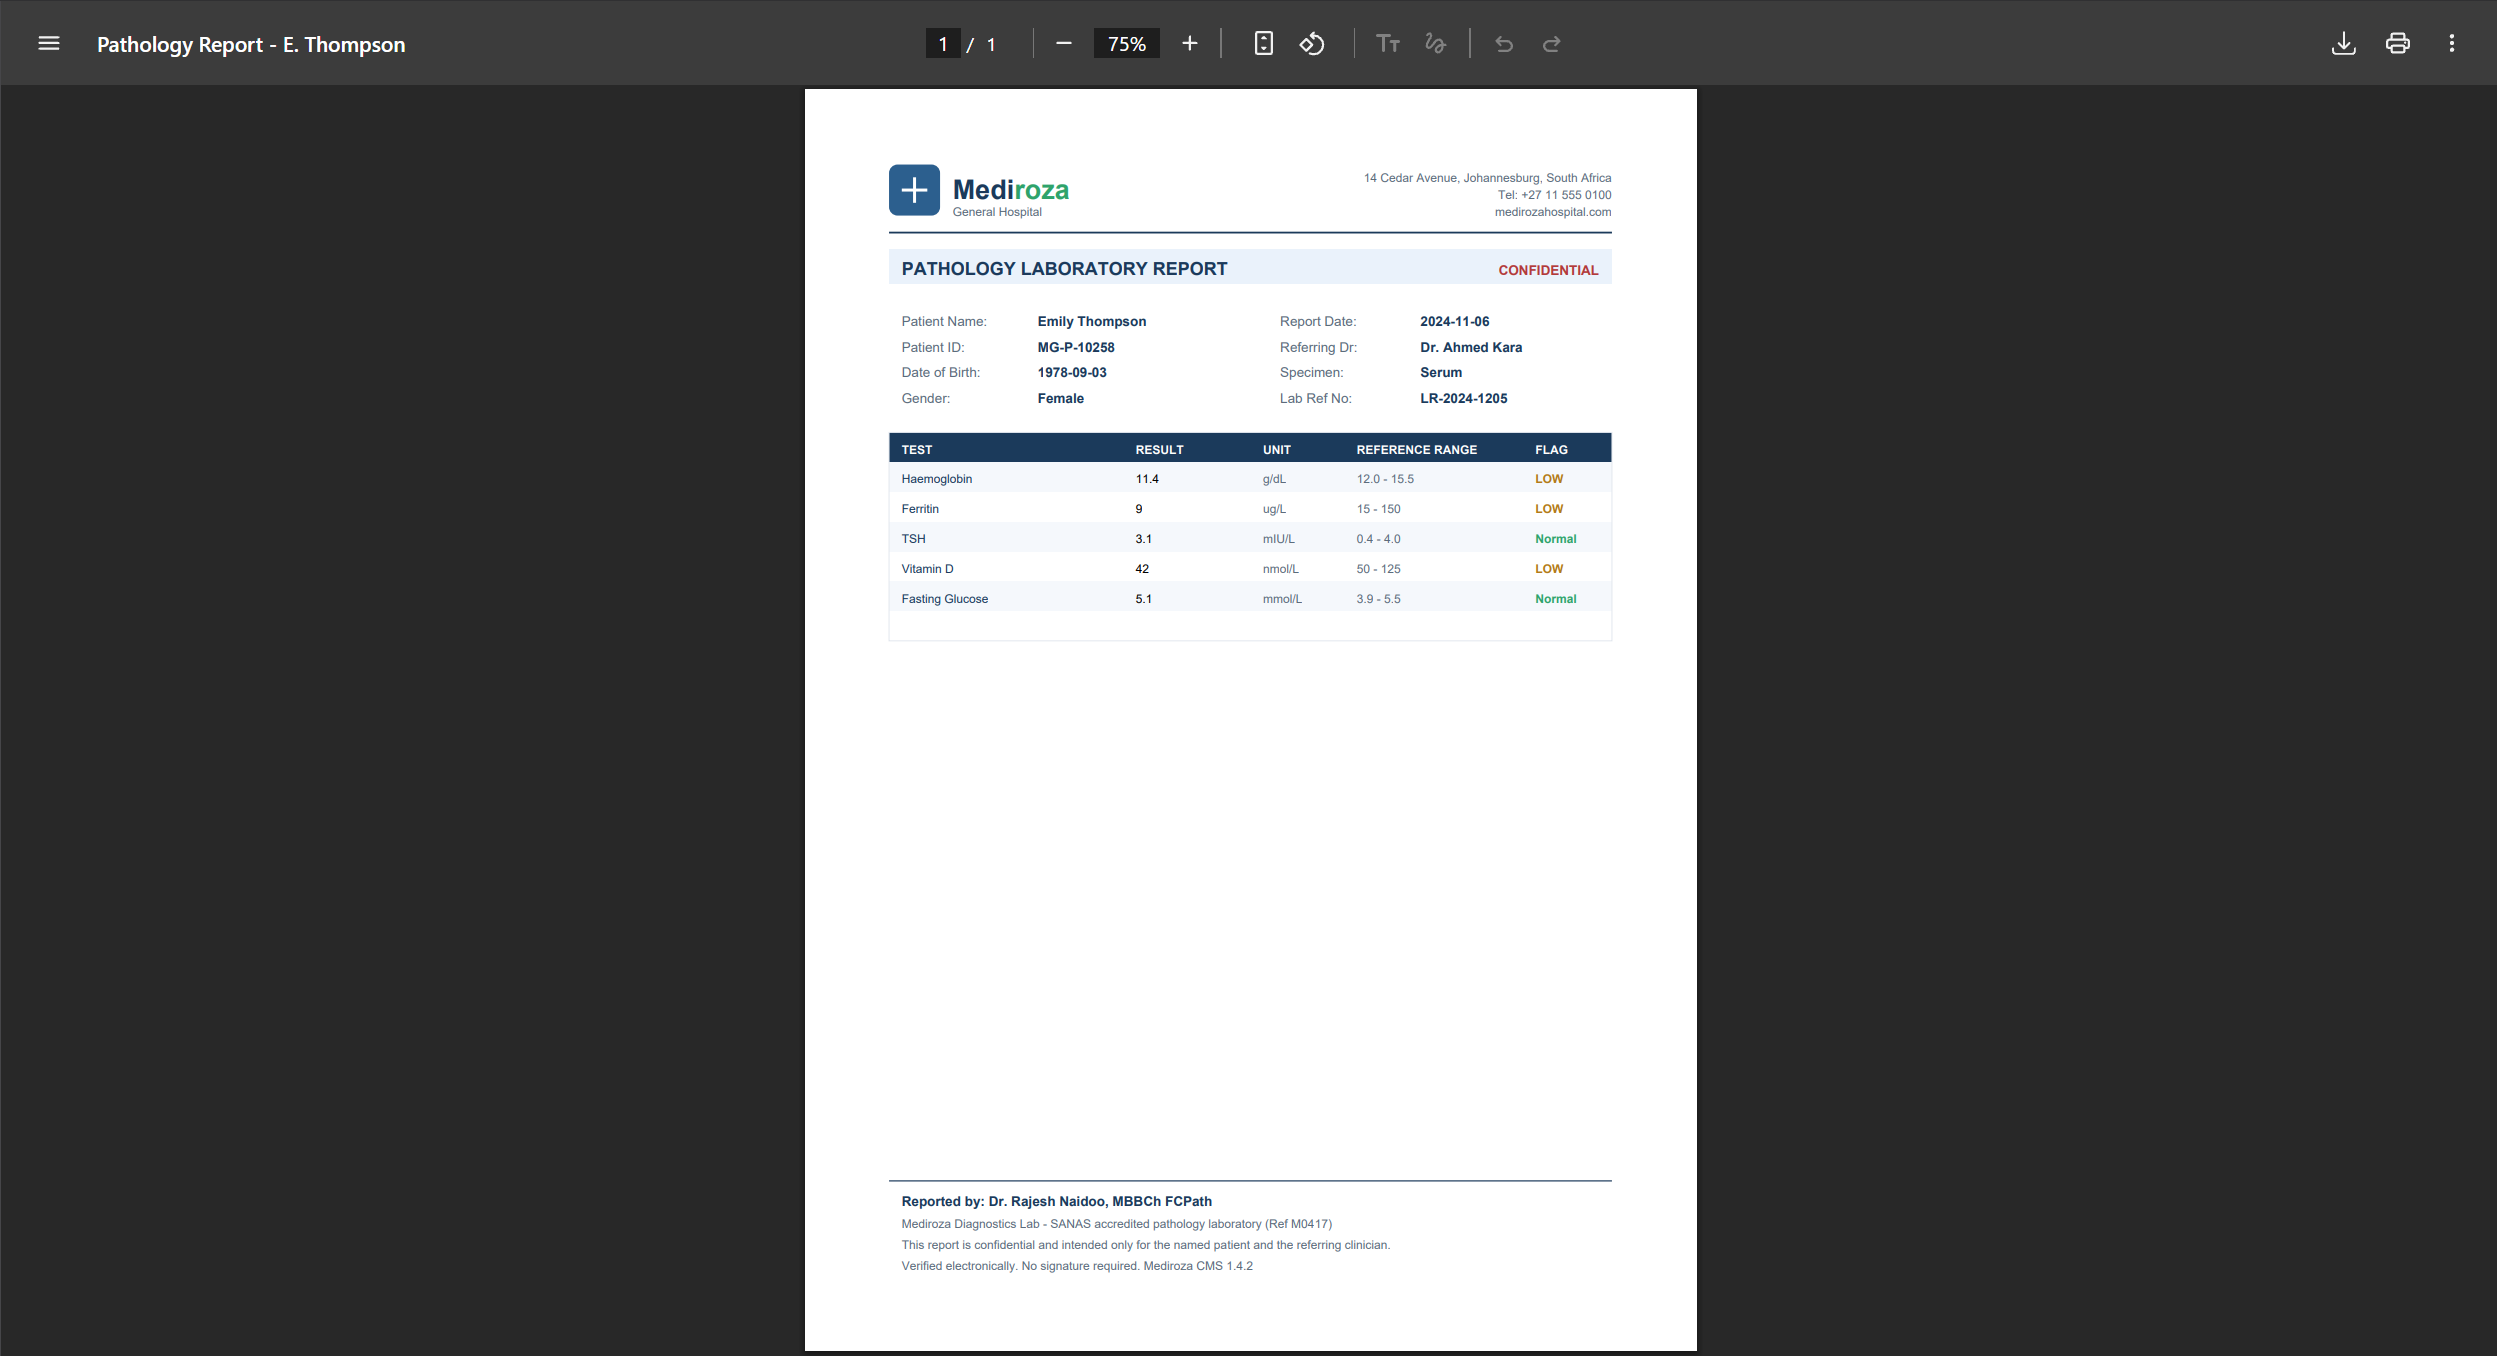 Pathology Report - E. Thompson
1 / 1
75%
Mediroza
General Hospital
14 Cedar Avenue, Johannesburg, South Africa
Tel: +27 11 555 0100
medirozahospital.com
PATHOLOGY LABORATORY REPORT CONFIDENTIAL
Patient Name: Emily Thompson Report Date: 2024-11-06
Patient ID: MG-P-10258 Referring Dr: Dr. Ahmed Kara
Date of Birth: 1978-09-03 Specimen: Serum
Gender: Female Lab Ref No: LR-2024-1205
TEST RESULT UNIT REFERENCE RANGE FLAG
Haemoglobin 11.4 g/dL 12.0 - 15.5 LOW
Ferritin 9 ug/L 15 - 150 LOW
TSH 3.1 mIU/L 0.4 - 4.0 Normal
Vitamin D 42 nmol/L 50 - 125 LOW
Fasting Glucose 5.1 mmol/L 3.9 - 5.5 Normal
Reported by: Dr. Rajesh Naidoo, MBBCh FCPath
Mediroza Diagnostics Lab - SANAS accredited pathology laboratory (Ref M0417)
This report is confidential and intended only for the named patient and the referring clinician.
Verified electronically. No signature required. Mediroza CMS 1.4.2